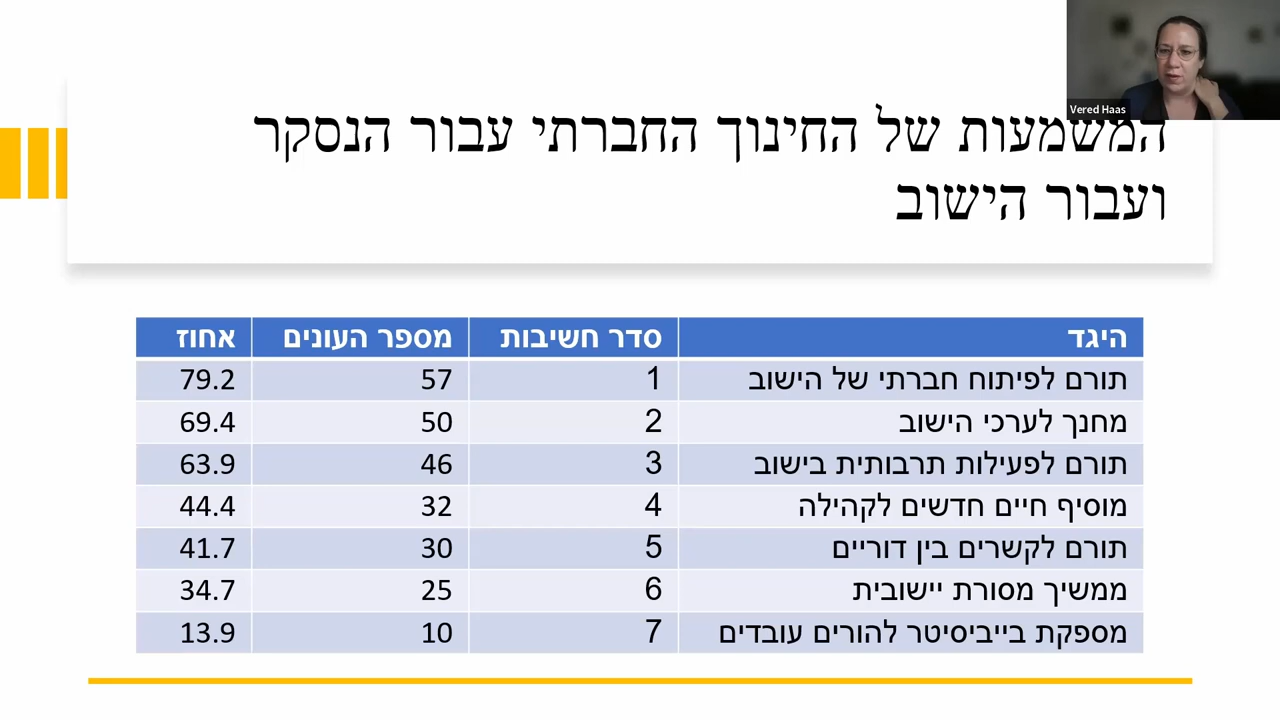 Vered Haas
המשמעות של החינוך החברתי עבור הנסקר
ועבור הישוב
היגד סדר חשיבות מספר העונים אחוז
תורם לפיתוח חברתי של הישוב 1 57 79.2
מחנך לערכי הישוב 2 50 69.4
תורם לפעילות תרבותית בישוב 3 46 63.9
מוסיף חיים חדשים לקהילה 4 32 44.4
תורם לקשרים בין דוריים 5 30 41.7
ממשיך מסורת יישובית 6 25 34.7
מספקת בייביסיטר להורים עובדים 7 10 13.9